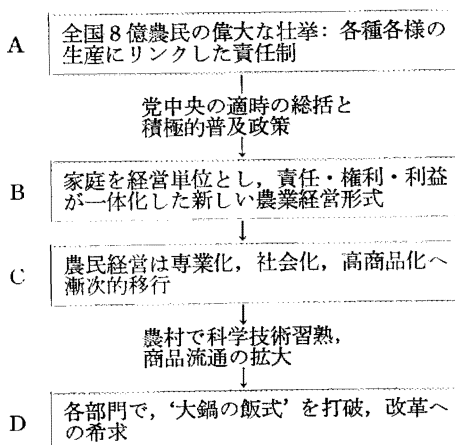 A
全国8億農民の偉大な壮挙：各種各様の
生産にリンクした責任制
党中央の適時の総括と
積極的普及政策
B
家庭を経営単位とし，責任・権利・利益
が一体化した新しい農業経営形式
C
農民経営は専業化，社会化，高商品化へ
漸次的移行
農村で科学技術習熟，
商品流通の拡大
D
各部門で，‘大鍋の飯式’を打破，改革へ
の希求